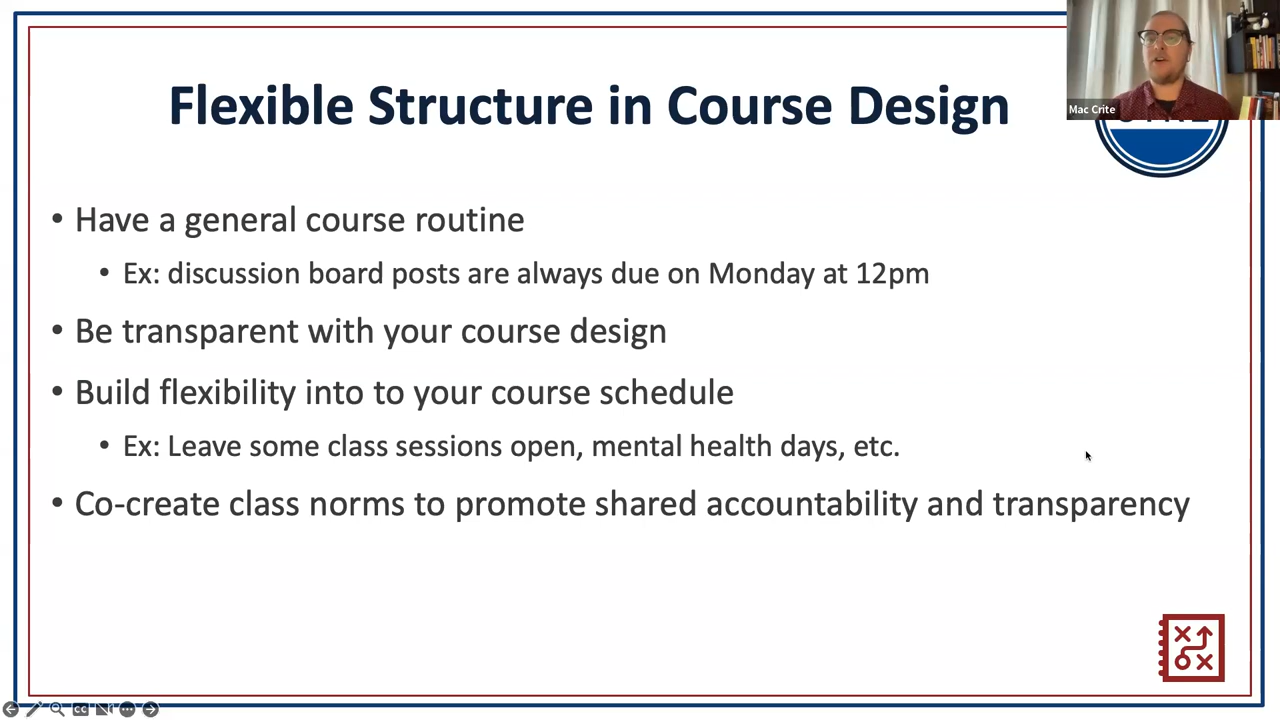 Flexible Structure in Course Design
Mac Crite
• Have a general course routine
• Ex: discussion board posts are always due on Monday at 12pm
• Be transparent with your course design
• Build flexibility into to your course schedule
• Ex: Leave some class sessions open, mental health days, etc.
• Co-create class norms to promote shared accountability and transparency
CC